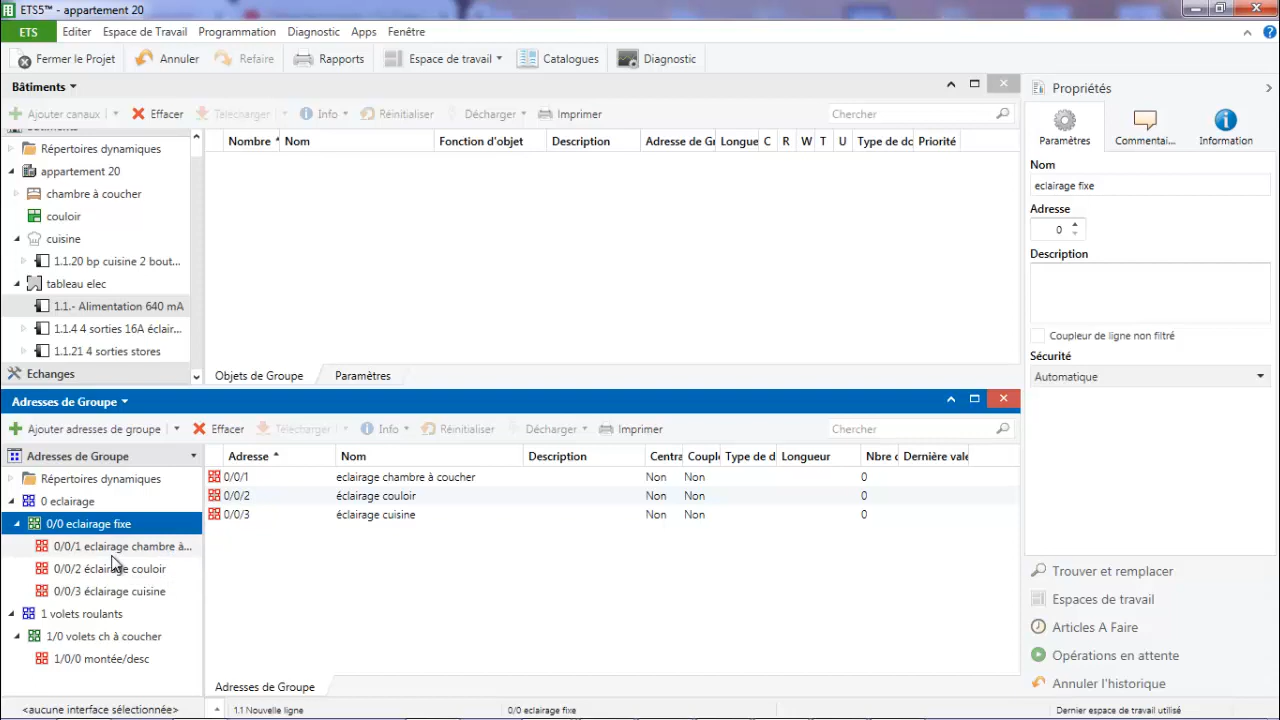 ETS5™ - appartement 20
ETS Editer Espace de Travail Programmation Diagnostic Apps Fenêtre
Fermer le Projet Annuler Refaire Rapports Espace de travail Catalogues Diagnostic
Bâtiments
Ajouter canaux Effacer Télécharger Info Réinitialiser Décharger Imprimer Chercher
Nombre Nom Fonction d'objet Description Adresse de Gr Longue C R W T U Type de do Priorité
Répertoires dynamiques
appartement 20
chambre à coucher
couloir
cuisine
1.1.20 bp cuisine 2 bout...
tableau elec
1.1.- Alimentation 640 mA
1.1.4 4 sorties 16A éclair...
1.1.21 4 sorties stores
Echanges
Objets de Groupe Paramètres
Adresses de Groupe
Ajouter adresses de groupe Effacer Télécharger Info Réinitialiser Décharger Imprimer Chercher
Adresses de Groupe
Répertoires dynamiques
0 eclairage
0/0 eclairage fixe
0/0/1 eclairage chambre à...
0/0/2 éclairage couloir
0/0/3 éclairage cuisine
1 volets roulants
1/0 volets ch à coucher
1/0/0 montée/desc
Adresse Nom Description Centra Couple Type de d Longueur Nbre c Dernière vale
0/0/1 eclairage chambre à coucher Non Non 0
0/0/2 éclairage couloir Non Non 0
0/0/3 éclairage cuisine Non Non 0
Adresses de Groupe
Propriétés
Paramètres Commentai... Information
Nom
eclairage fixe
Adresse
0
Description
Coupleur de ligne non filtré
Sécurité
Automatique
Trouver et remplacer
Espaces de travail
Articles A Faire
Opérations en attente
Annuler l'historique
<aucune interface sélectionnée> 1.1 Nouvelle ligne 0/0 eclairage fixe Dernier espace de travail utilisé